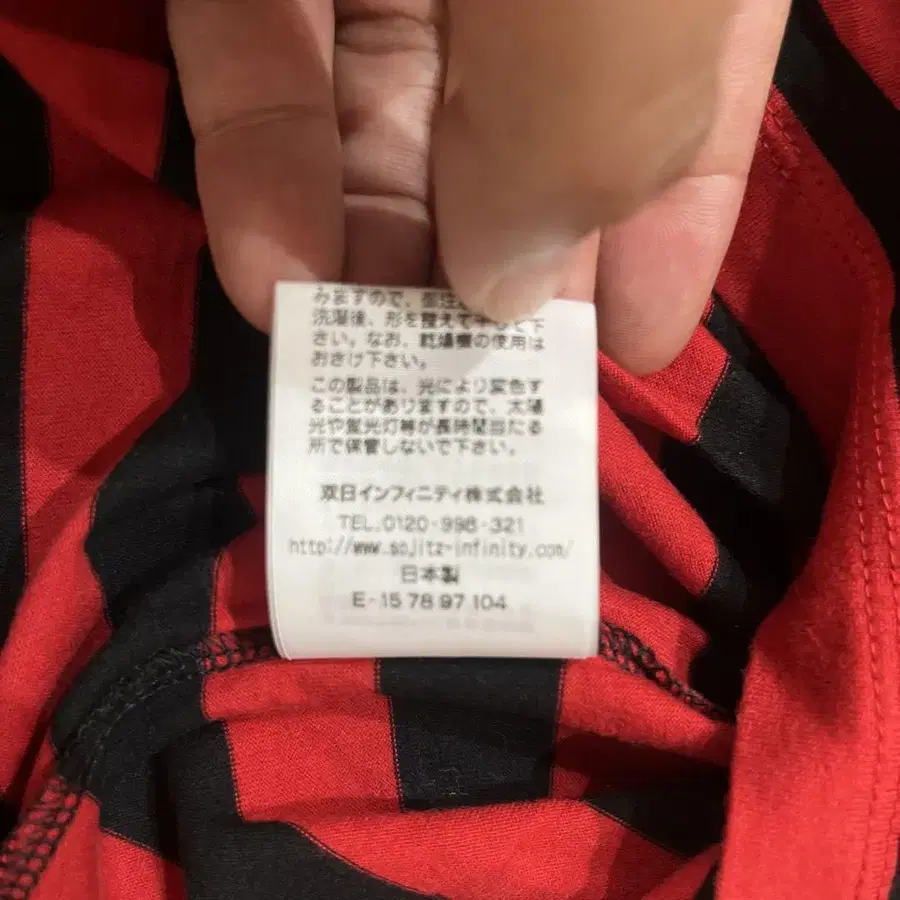 みますので、御注
洗濯後、形を整えて干して下
さい。なお、乾燥機の使用は
おさけ下さい。
この製品は、光により変色す
ることがありますので、太陽
光や蛍光灯等が長時間当たる
所で保管しないで下さい。
双日インフィニティ株式会社
TEL.0120-998-321
http://www.sojitz-infinity.com/
日本製
E-15 78 97 104